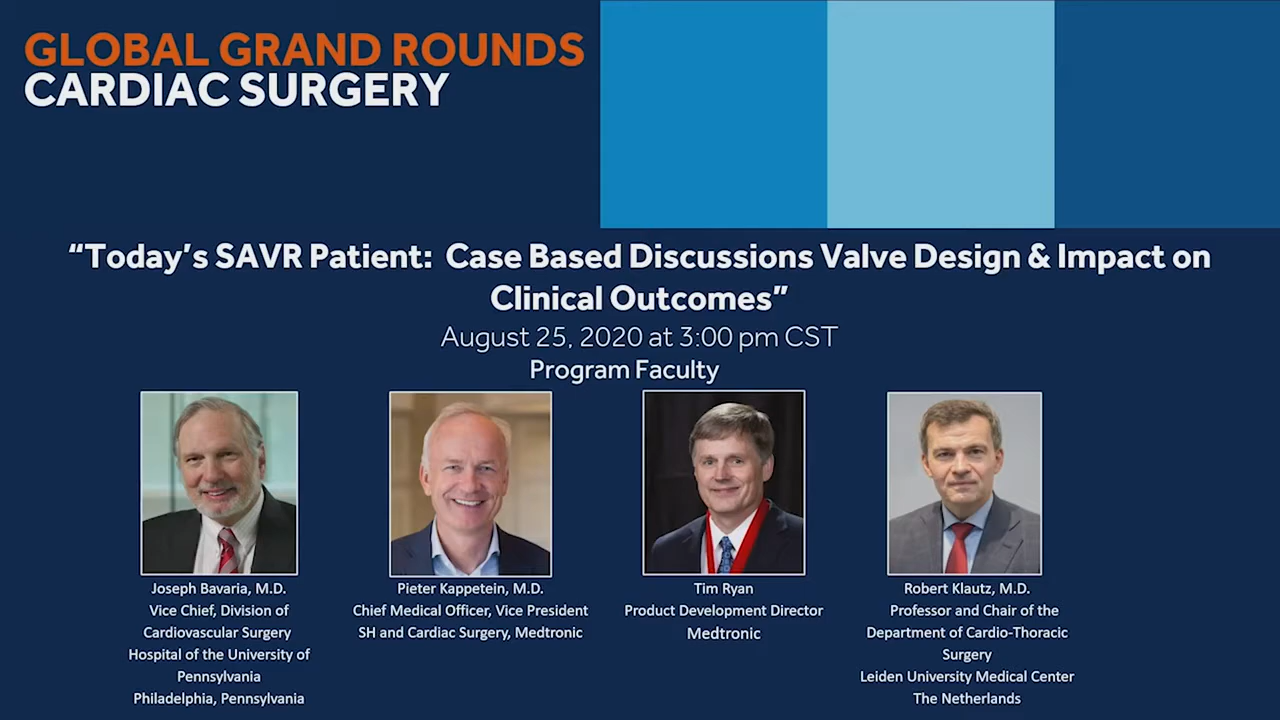 GLOBAL GRAND ROUNDS
CARDIAC SURGERY
“Today’s SAVR Patient: Case Based Discussions Valve Design & Impact on
Clinical Outcomes”
August 25, 2020 at 3:00 pm CST
Program Faculty
Joseph Bavaria, M.D.
Vice Chief, Division of
Cardiovascular Surgery
Hospital of the University of
Pennsylvania
Philadelphia, Pennsylvania
Pieter Kappetein, M.D.
Chief Medical Officer, Vice President
SH and Cardiac Surgery, Medtronic
Tim Ryan
Product Development Director
Medtronic
Robert Klautz, M.D.
Professor and Chair of the
Department of Cardio-Thoracic
Surgery
Leiden University Medical Center
The Netherlands